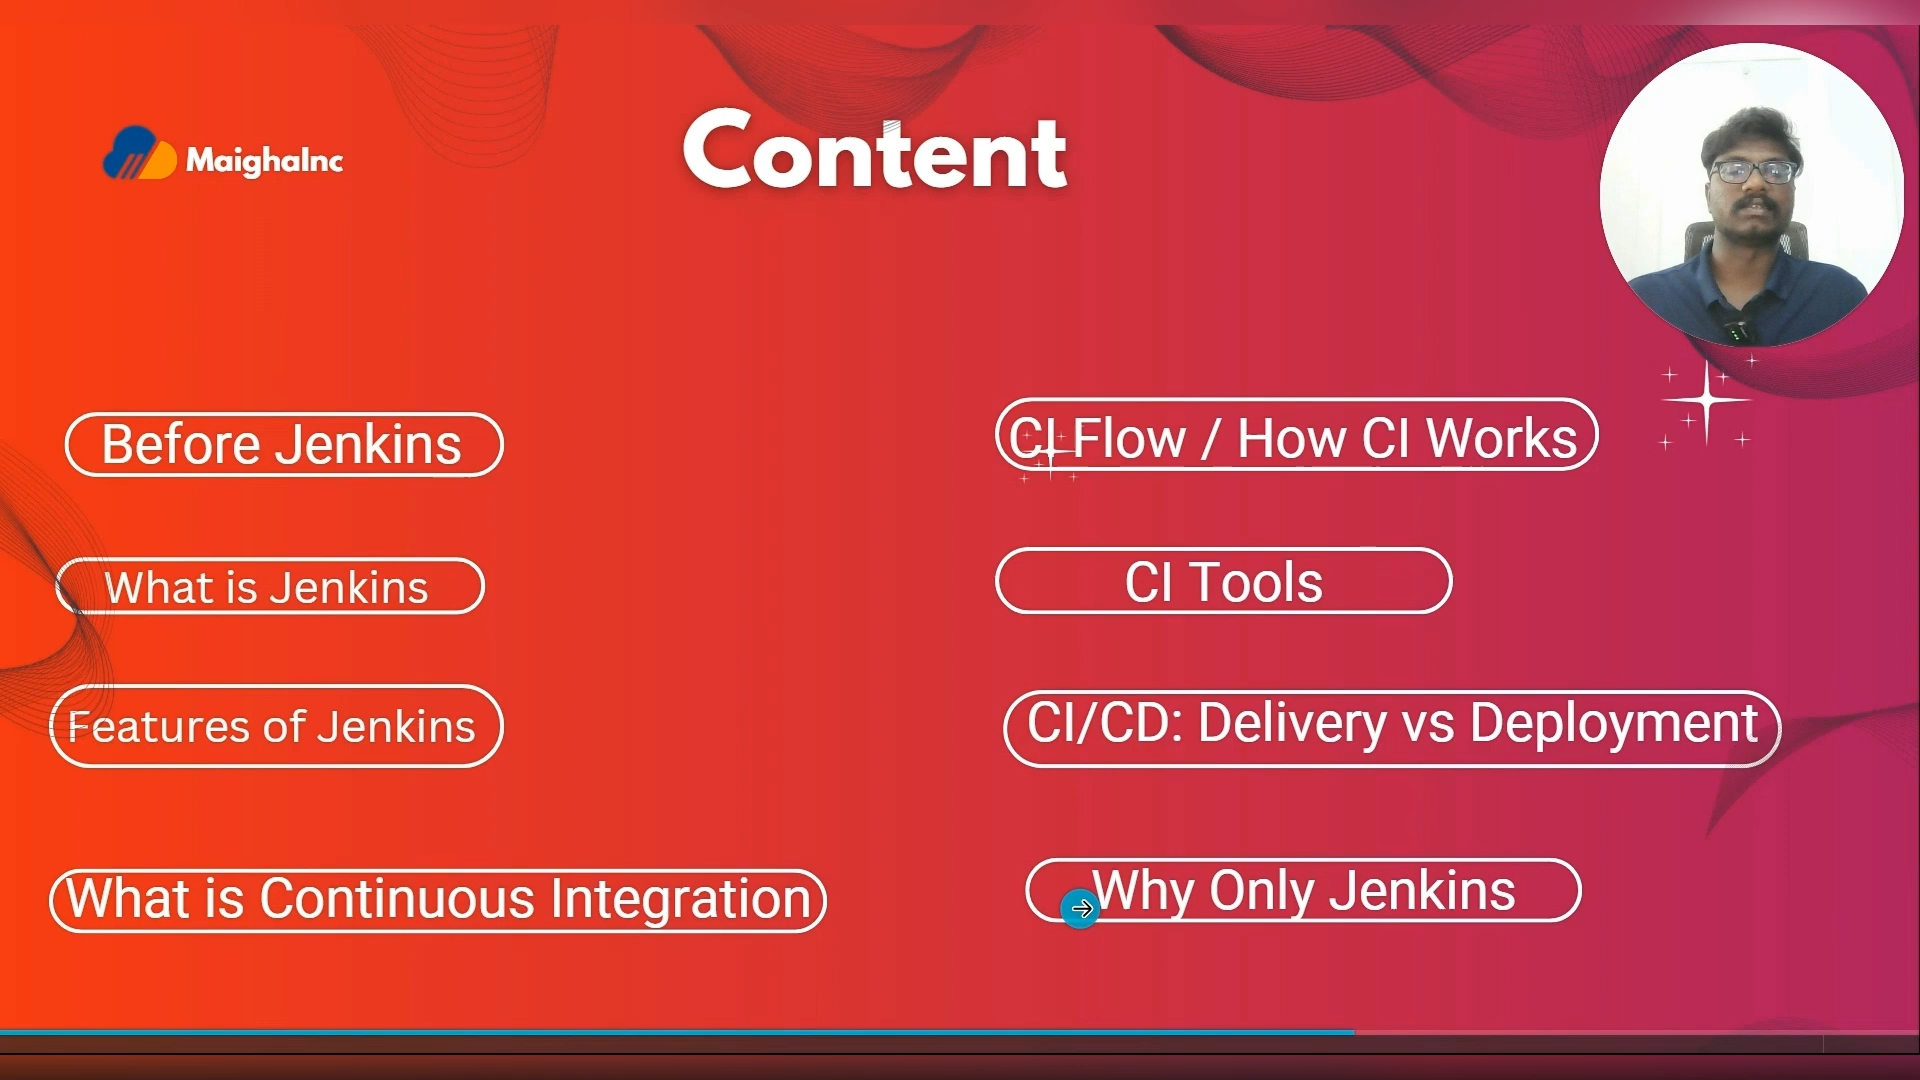 MaighaInc
Content
Before Jenkins
What is Jenkins
Features of Jenkins
What is Continuous Integration
CI Flow / How CI Works
CI Tools
CI/CD: Delivery vs Deployment
Why Only Jenkins